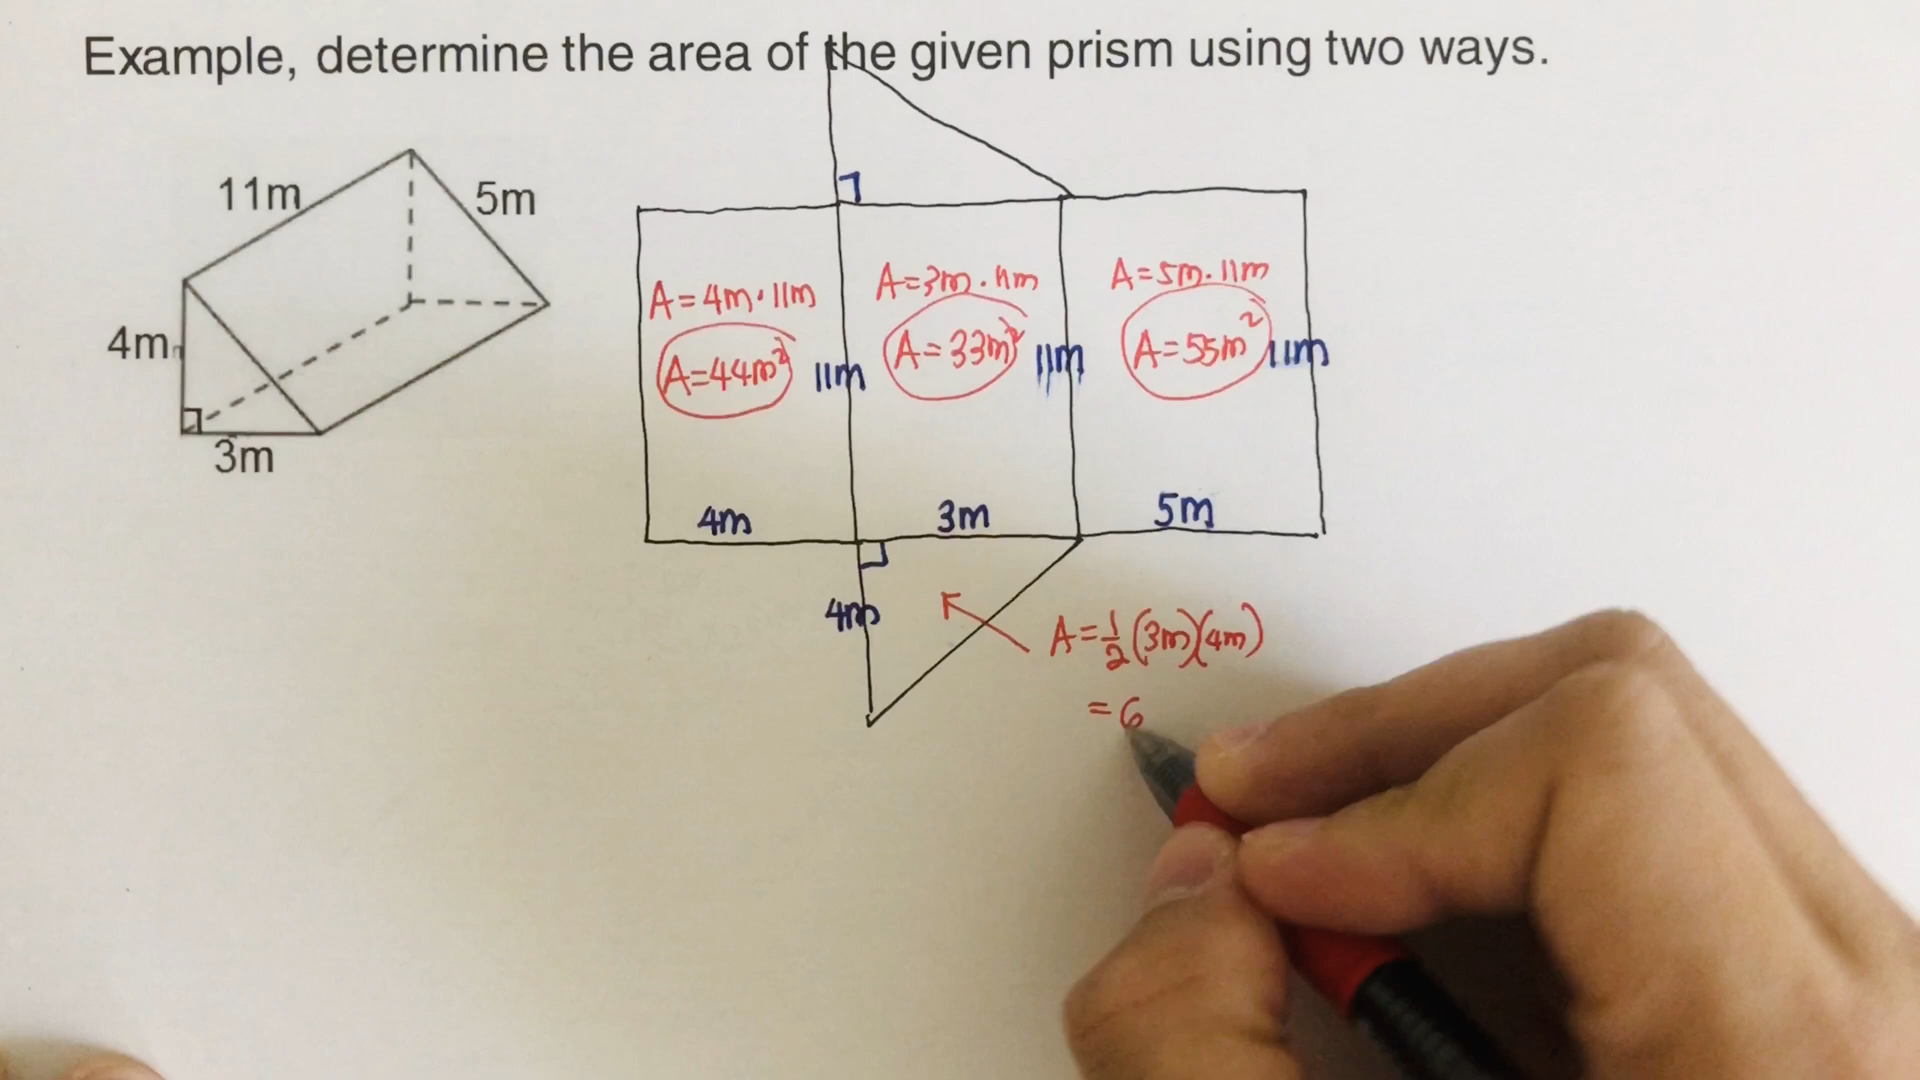 Example, determine the area of the given prism using two ways.
11m
5m
4m
3m
A=4m·11m
A=44m²
11m
A=3m·11m
A=33m²
11m
A=5m·11m
A=55m²
11m
4m
3m
5m
4m
A=½(3m)(4m)
=6